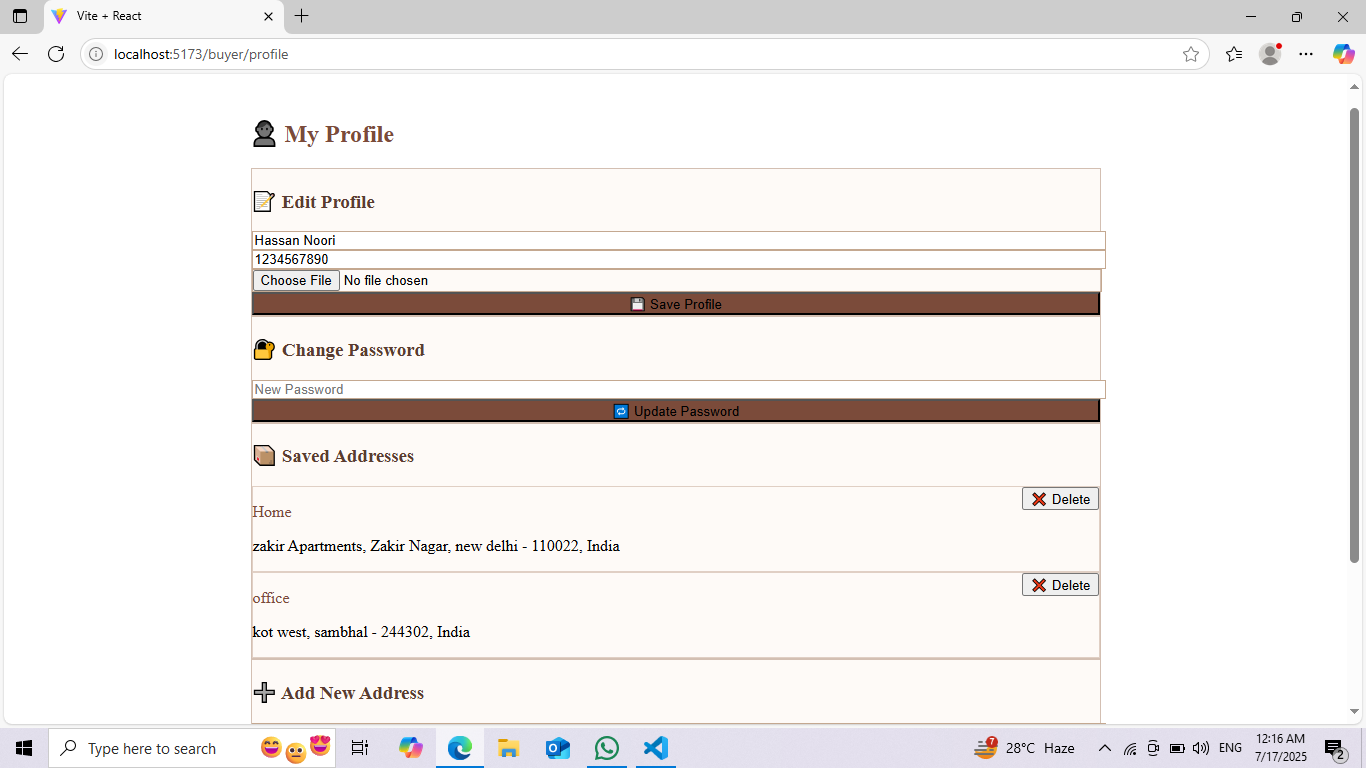 Vite + React
localhost:5173/buyer/profile
My Profile
Edit Profile
Hassan Noori
1234567890
Choose File No file chosen
Save Profile
Change Password
New Password
Update Password
Saved Addresses
Home
Delete
zakir Apartments, Zakir Nagar, new delhi - 110022, India
office
Delete
kot west, sambhal - 244302, India
Add New Address
Type here to search
7
28°C Haze
ENG
12:16 AM
7/17/2025
2